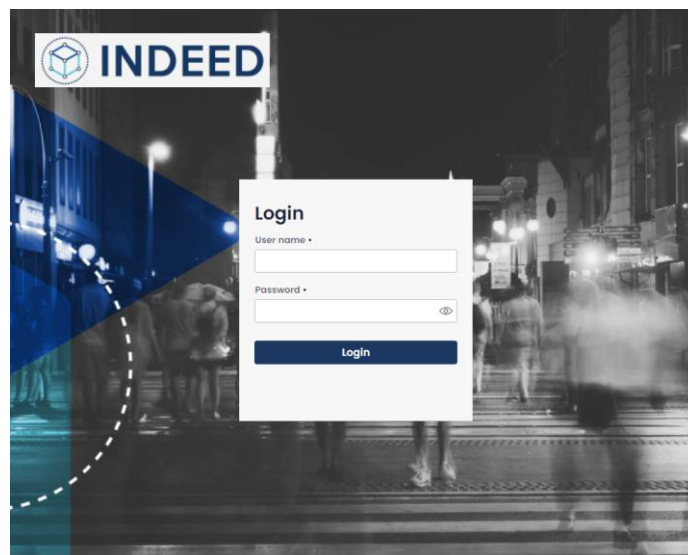 INDEED
Login
User name •
Password •
Login